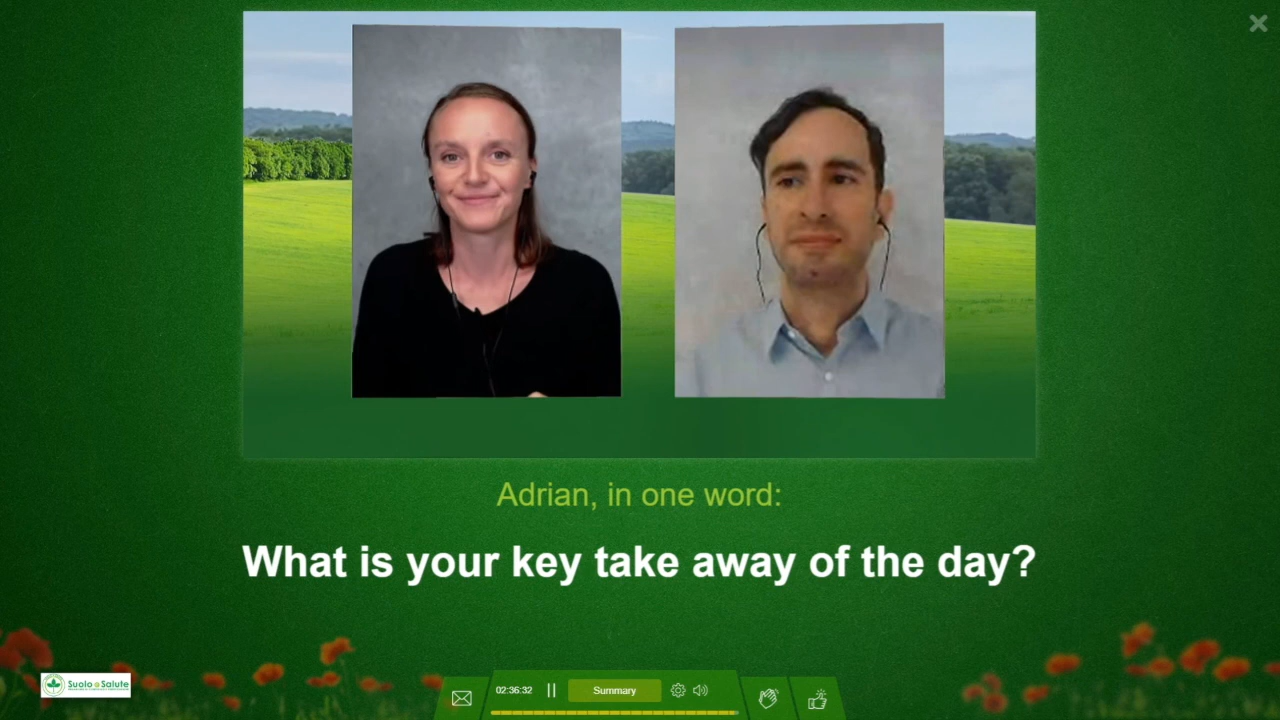 Adrian, in one word:
What is your key take away of the day?
Suolo e Salute
02:36:32
Summary